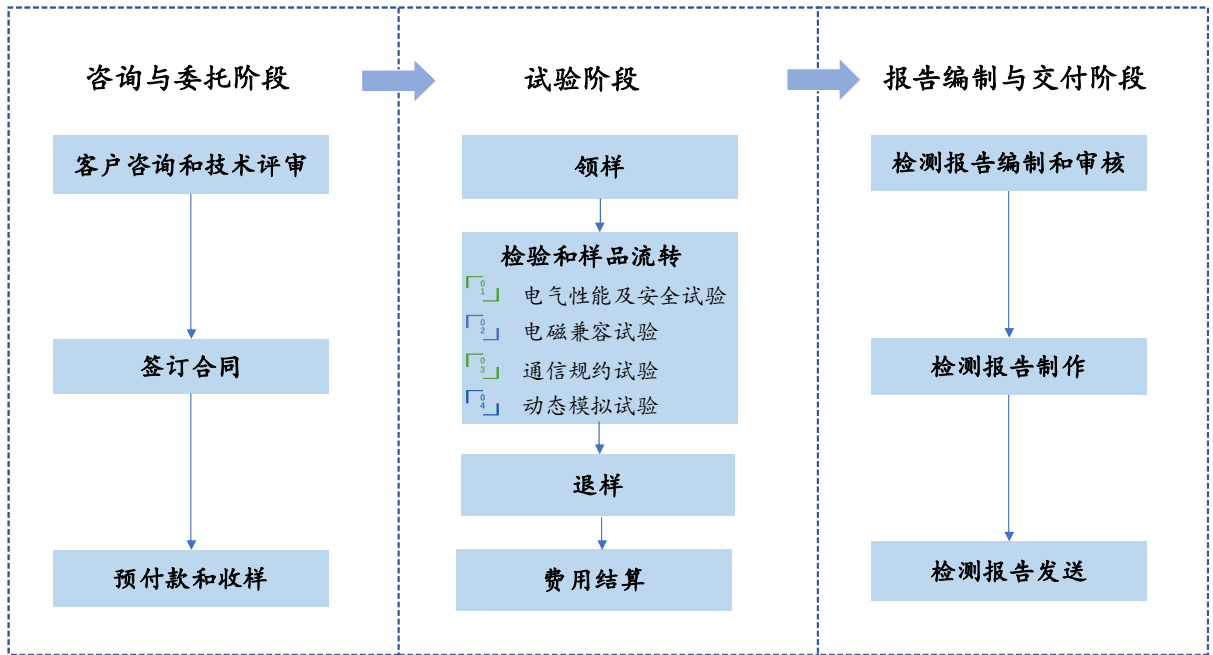 咨询与委托阶段
客户咨询和技术评审
签订合同
预付款和收样
试验阶段
领样
检验和样品流转
01 电气性能及安全试验
02 电磁兼容试验
03 通信规约试验
04 动态模拟试验
退样
费用结算
报告编制与交付阶段
检测报告编制和审核
检测报告制作
检测报告发送